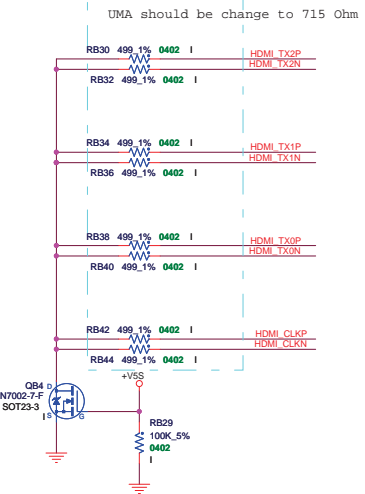 UMA should be change to 715 Ohm
RB30 499_1% 0402 I
HDMI_TX2P
HDMI_TX2N
RB32 499_1% 0402 I
RB34 499_1% 0402 I
HDMI_TX1P
HDMI_TX1N
RB36 499_1% 0402 I
RB38 499_1% 0402 I
HDMI_TX0P
HDMI_TX0N
RB40 499_1% 0402 I
RB42 499_1% 0402 I
HDMI_CLKP
HDMI_CLKN
RB44 499_1% 0402 I
+V5S
QB4 D
N7002-7-F
SOT23-3
I S G
RB29
100K_5%
0402
I